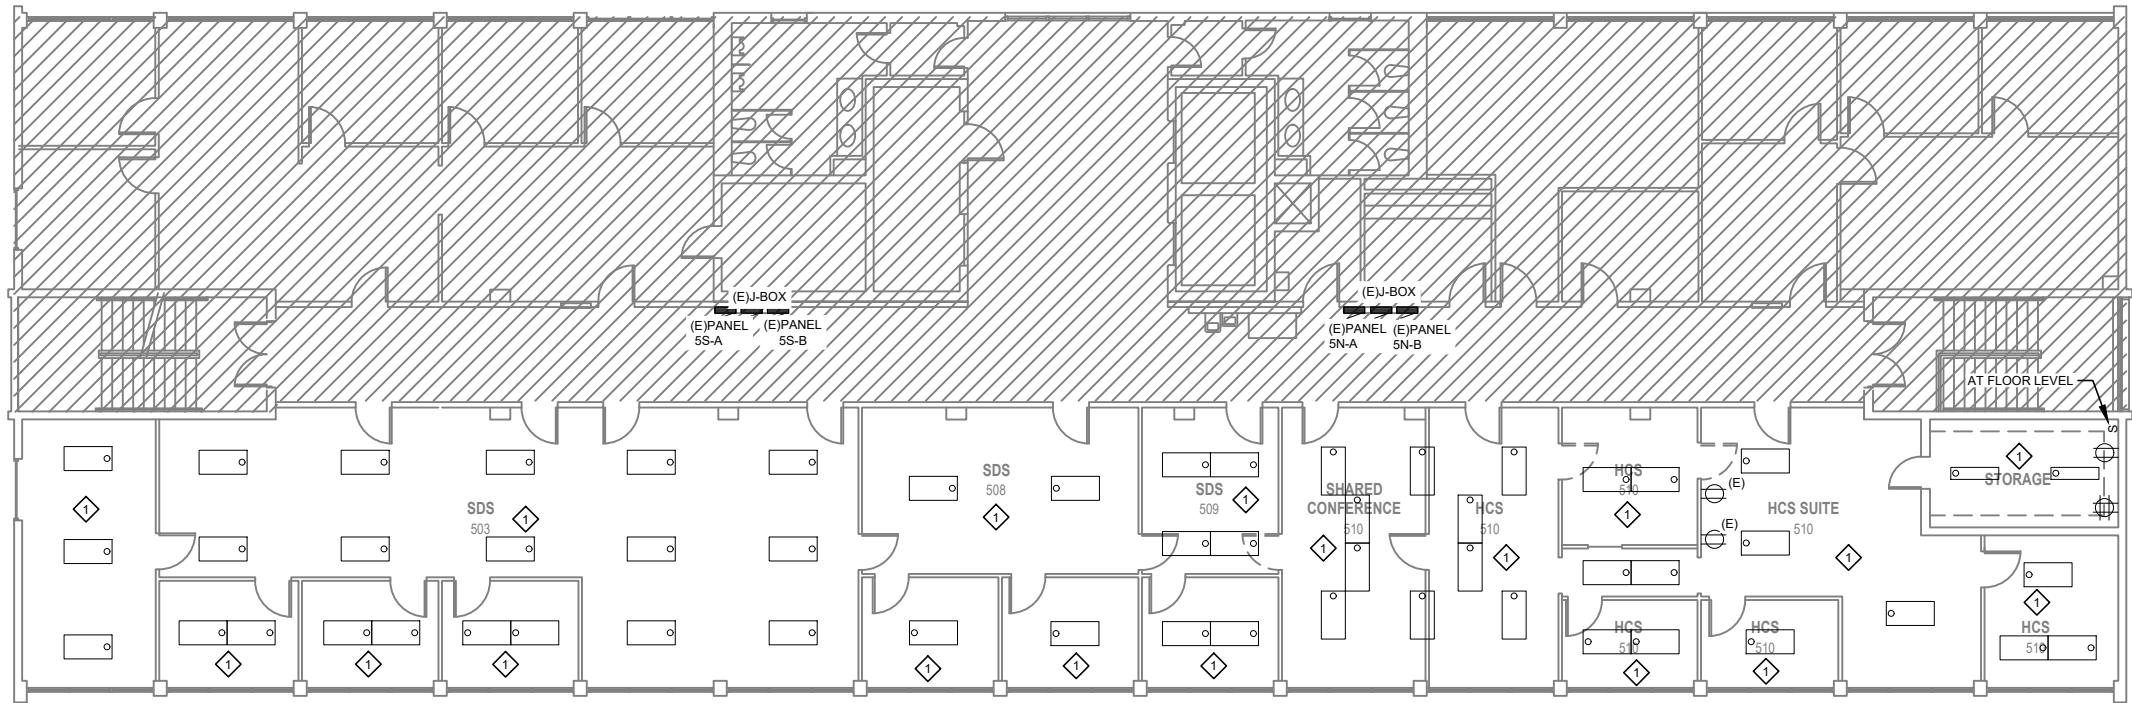 (E)J-BOX
(E)PANEL
5S-A
(E)PANEL
5S-B
(E)J-BOX
(E)PANEL
5N-A
(E)PANEL
5N-B
AT FLOOR LEVEL
S
1
SDS
503
1
SDS
508
1
SDS
509
1
SHARED
CONFERENCE
510
1
HCS
510
1
HCS
510
1
(E)
(E)
HCS SUITE
510
1
1
STORAGE
1
1
1
1
1
1
HCS
510
1
HCS
510
1
1
HCS
510